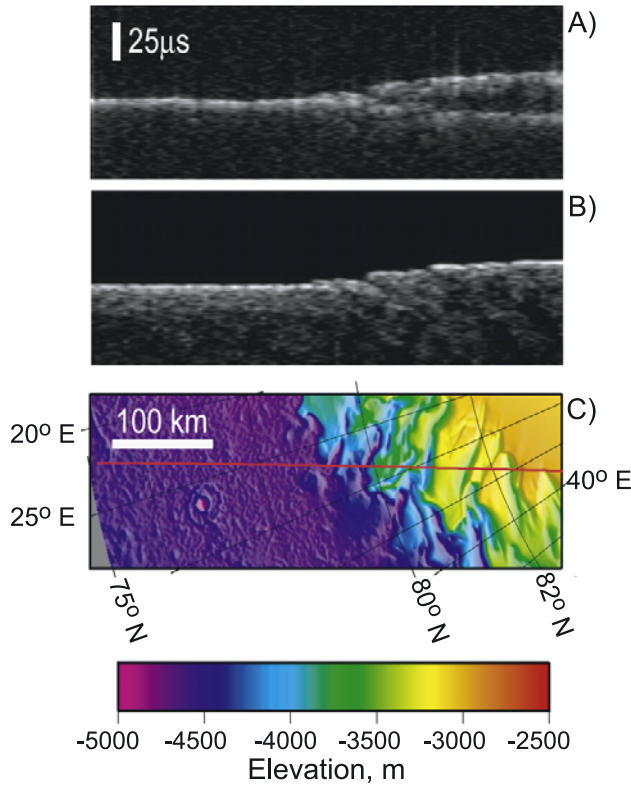 A)
25μs
B)
C)
100 km
20º E
40º E
25º E
75º N
80º N
82º N
-5000 -4500 -4000 -3500 -3000 -2500
Elevation, m